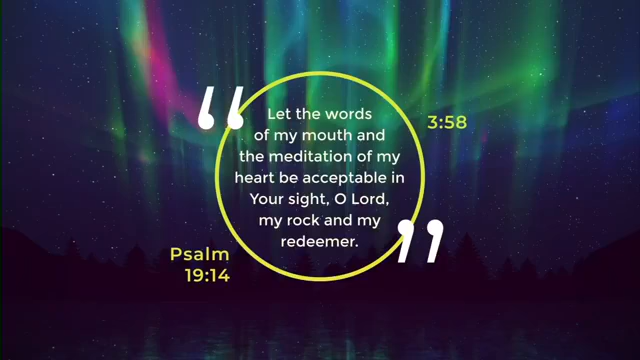 “
Let the words
of my mouth and
the meditation of my
heart be acceptable in
Your sight, O Lord,
my rock and my
redeemer.
”
3:58
Psalm
19:14